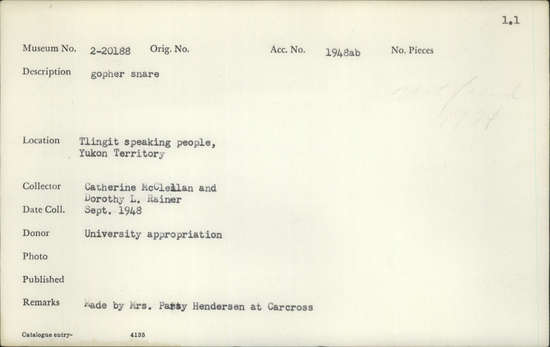 1.1
Museum No. 2-20188 Orig. No. Acc. No. 1948ab No. Pieces
Description gopher snare
Location Tlingit speaking people,
Yukon Territory
Collector Catherine McClellan and
Dorothy L. Rainer
Date Coll. Sept. 1948
Donor University appropriation
Photo
Published
Remarks Made by Mrs. Patsy Hendersen at Carcross
Catalogue entry- 4135